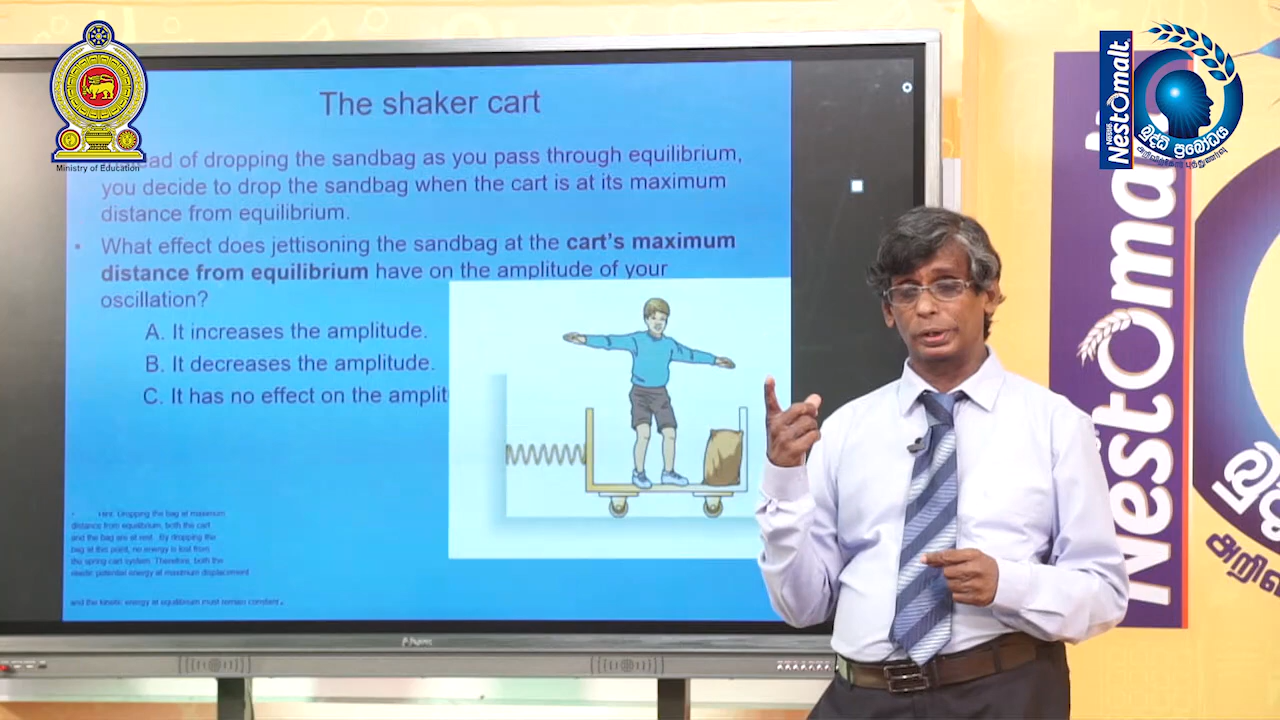 The shaker cart
of dropping the sandbag as you pass through equilibrium,
you decide to drop the sandbag when the cart is at its maximum
distance from equilibrium.
• What effect does jettisoning the sandbag at the cart's maximum
distance from equilibrium have on the amplitude of your
oscillation?
A. It increases the amplitude.
B. It decreases the amplitude.
C. It has no effect on the amplit
Hint: Dropping the bag at maximum
distance from equilibrium, both the cart
and the bag are at rest. By dropping the
bag at this point, no energy is lost from
the spring-cart system. Therefore, both the
elastic potential energy at maximum displacement
and the kinetic energy at equilibrium must remain constant.
Ministry of Education
Nestomalt
බුද්ධි ප්‍රබෝධය
Nestomalt